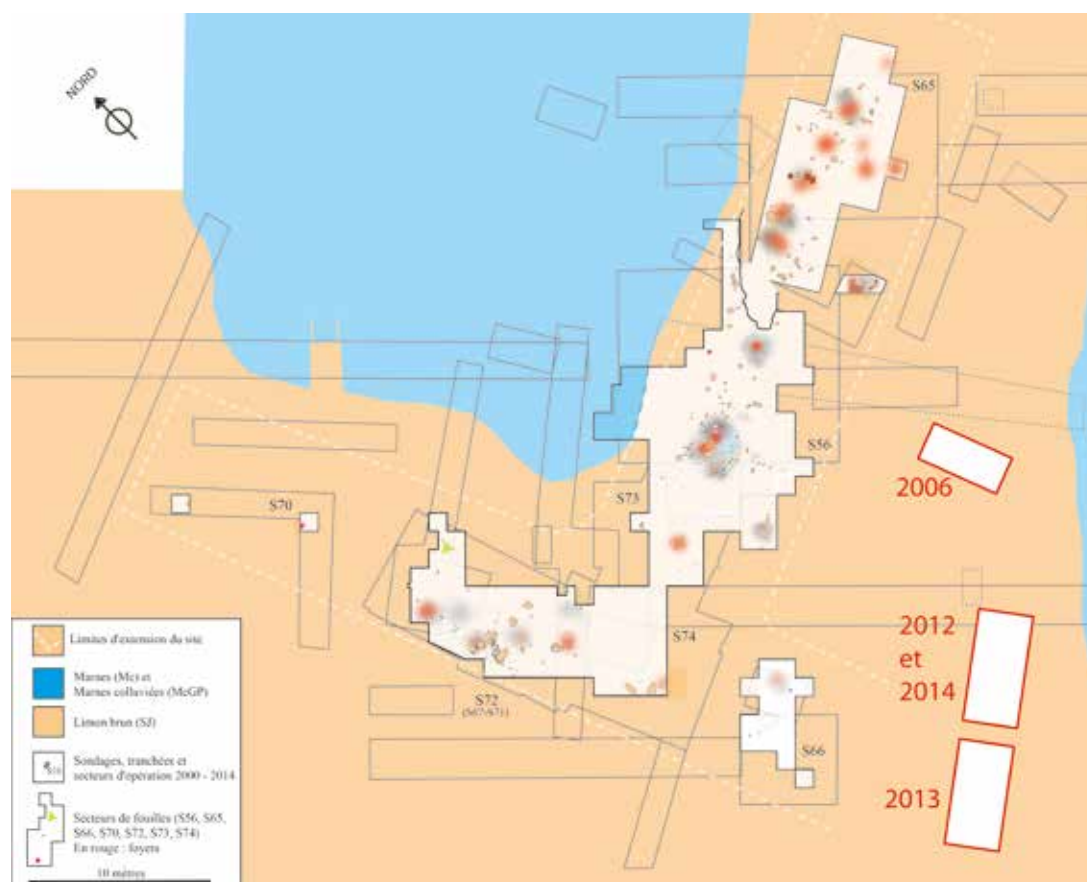 NORD
S65
S56
S73
S70
2006
S74
2012
et
2014
S72
(S67/S71)
S66
2013
Limites d'extension du site
Marnes (Mc) et
Marnes colluviées (McGP)
Limon brun (SJ)
Sondages, tranchées et
secteurs d'opération 2000 - 2014
Secteurs de fouilles (S56, S65,
S66, S70, S72, S73, S74)
En rouge : foyers
10 mètres